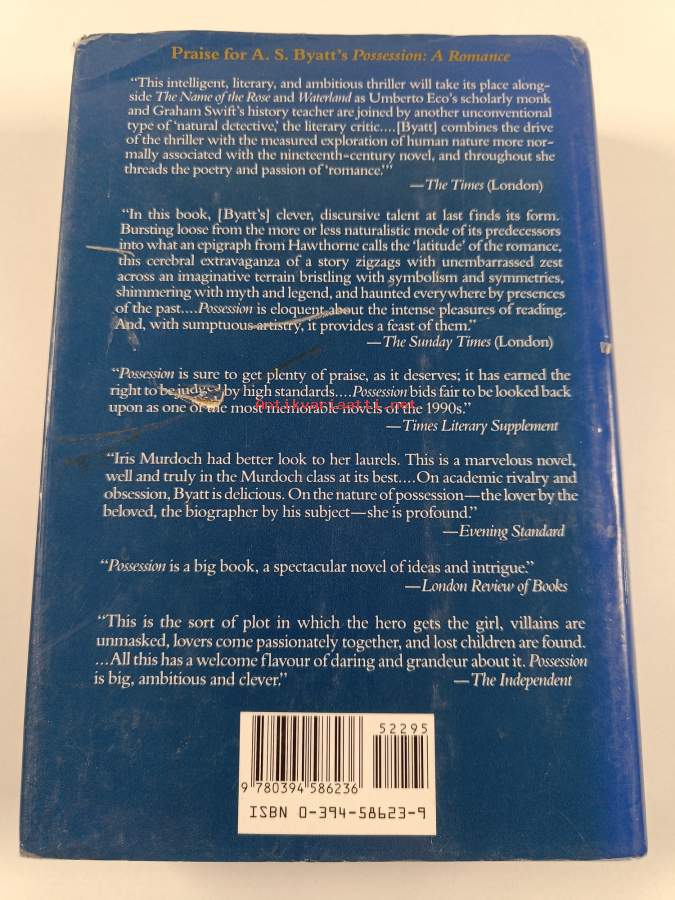 Praise for A. S. Byatt's Possession: A Romance
“This intelligent, literary, and ambitious thriller will take its place along-
side The Name of the Rose and Waterland as Umberto Eco's scholarly monk
and Graham Swift's history teacher are joined by another unconventional
type of ‘natural detective,’ the literary critic....[Byatt] combines the drive
of the thriller with the measured exploration of human nature more nor-
mally associated with the nineteenth-century novel, and throughout she
threads the poetry and passion of ‘romance.’”
—The Times (London)
“In this book, [Byatt's] clever, discursive talent at last finds its form.
Bursting loose from the more or less naturalistic mode of its predecessors
into what an epigraph from Hawthorne calls the ‘latitude’ of the romance,
this cerebral extravaganza of a story zigzags with unembarrassed zest
across an imaginative terrain bristling with symbolism and symmetries,
shimmering with myth and legend, and haunted everywhere by presences
of the past....Possession is eloquent about the intense pleasures of reading.
And, with sumptuous artistry, it provides a feast of them.”
—The Sunday Times (London)
“Possession is sure to get plenty of praise, as it deserves; it has earned the
right to be judged by high standards....Possession bids fair to be looked back
upon as one of the most memorable novels of the 1990s.”
Antikvariaatti.net
—Times Literary Supplement
“Iris Murdoch had better look to her laurels. This is a marvelous novel,
well and truly in the Murdoch class at its best....On academic rivalry and
obsession, Byatt is delicious. On the nature of possession—the lover by the
beloved, the biographer by his subject—she is profound.”
—Evening Standard
“Possession is a big book, a spectacular novel of ideas and intrigue.”
—London Review of Books
“This is the sort of plot in which the hero gets the girl, villains are
unmasked, lovers come passionately together, and lost children are found.
....All this has a welcome flavour of daring and grandeur about it. Possession
is big, ambitious and clever.”
—The Independent
52295
9 780394 586236
ISBN 0-394-58623-9